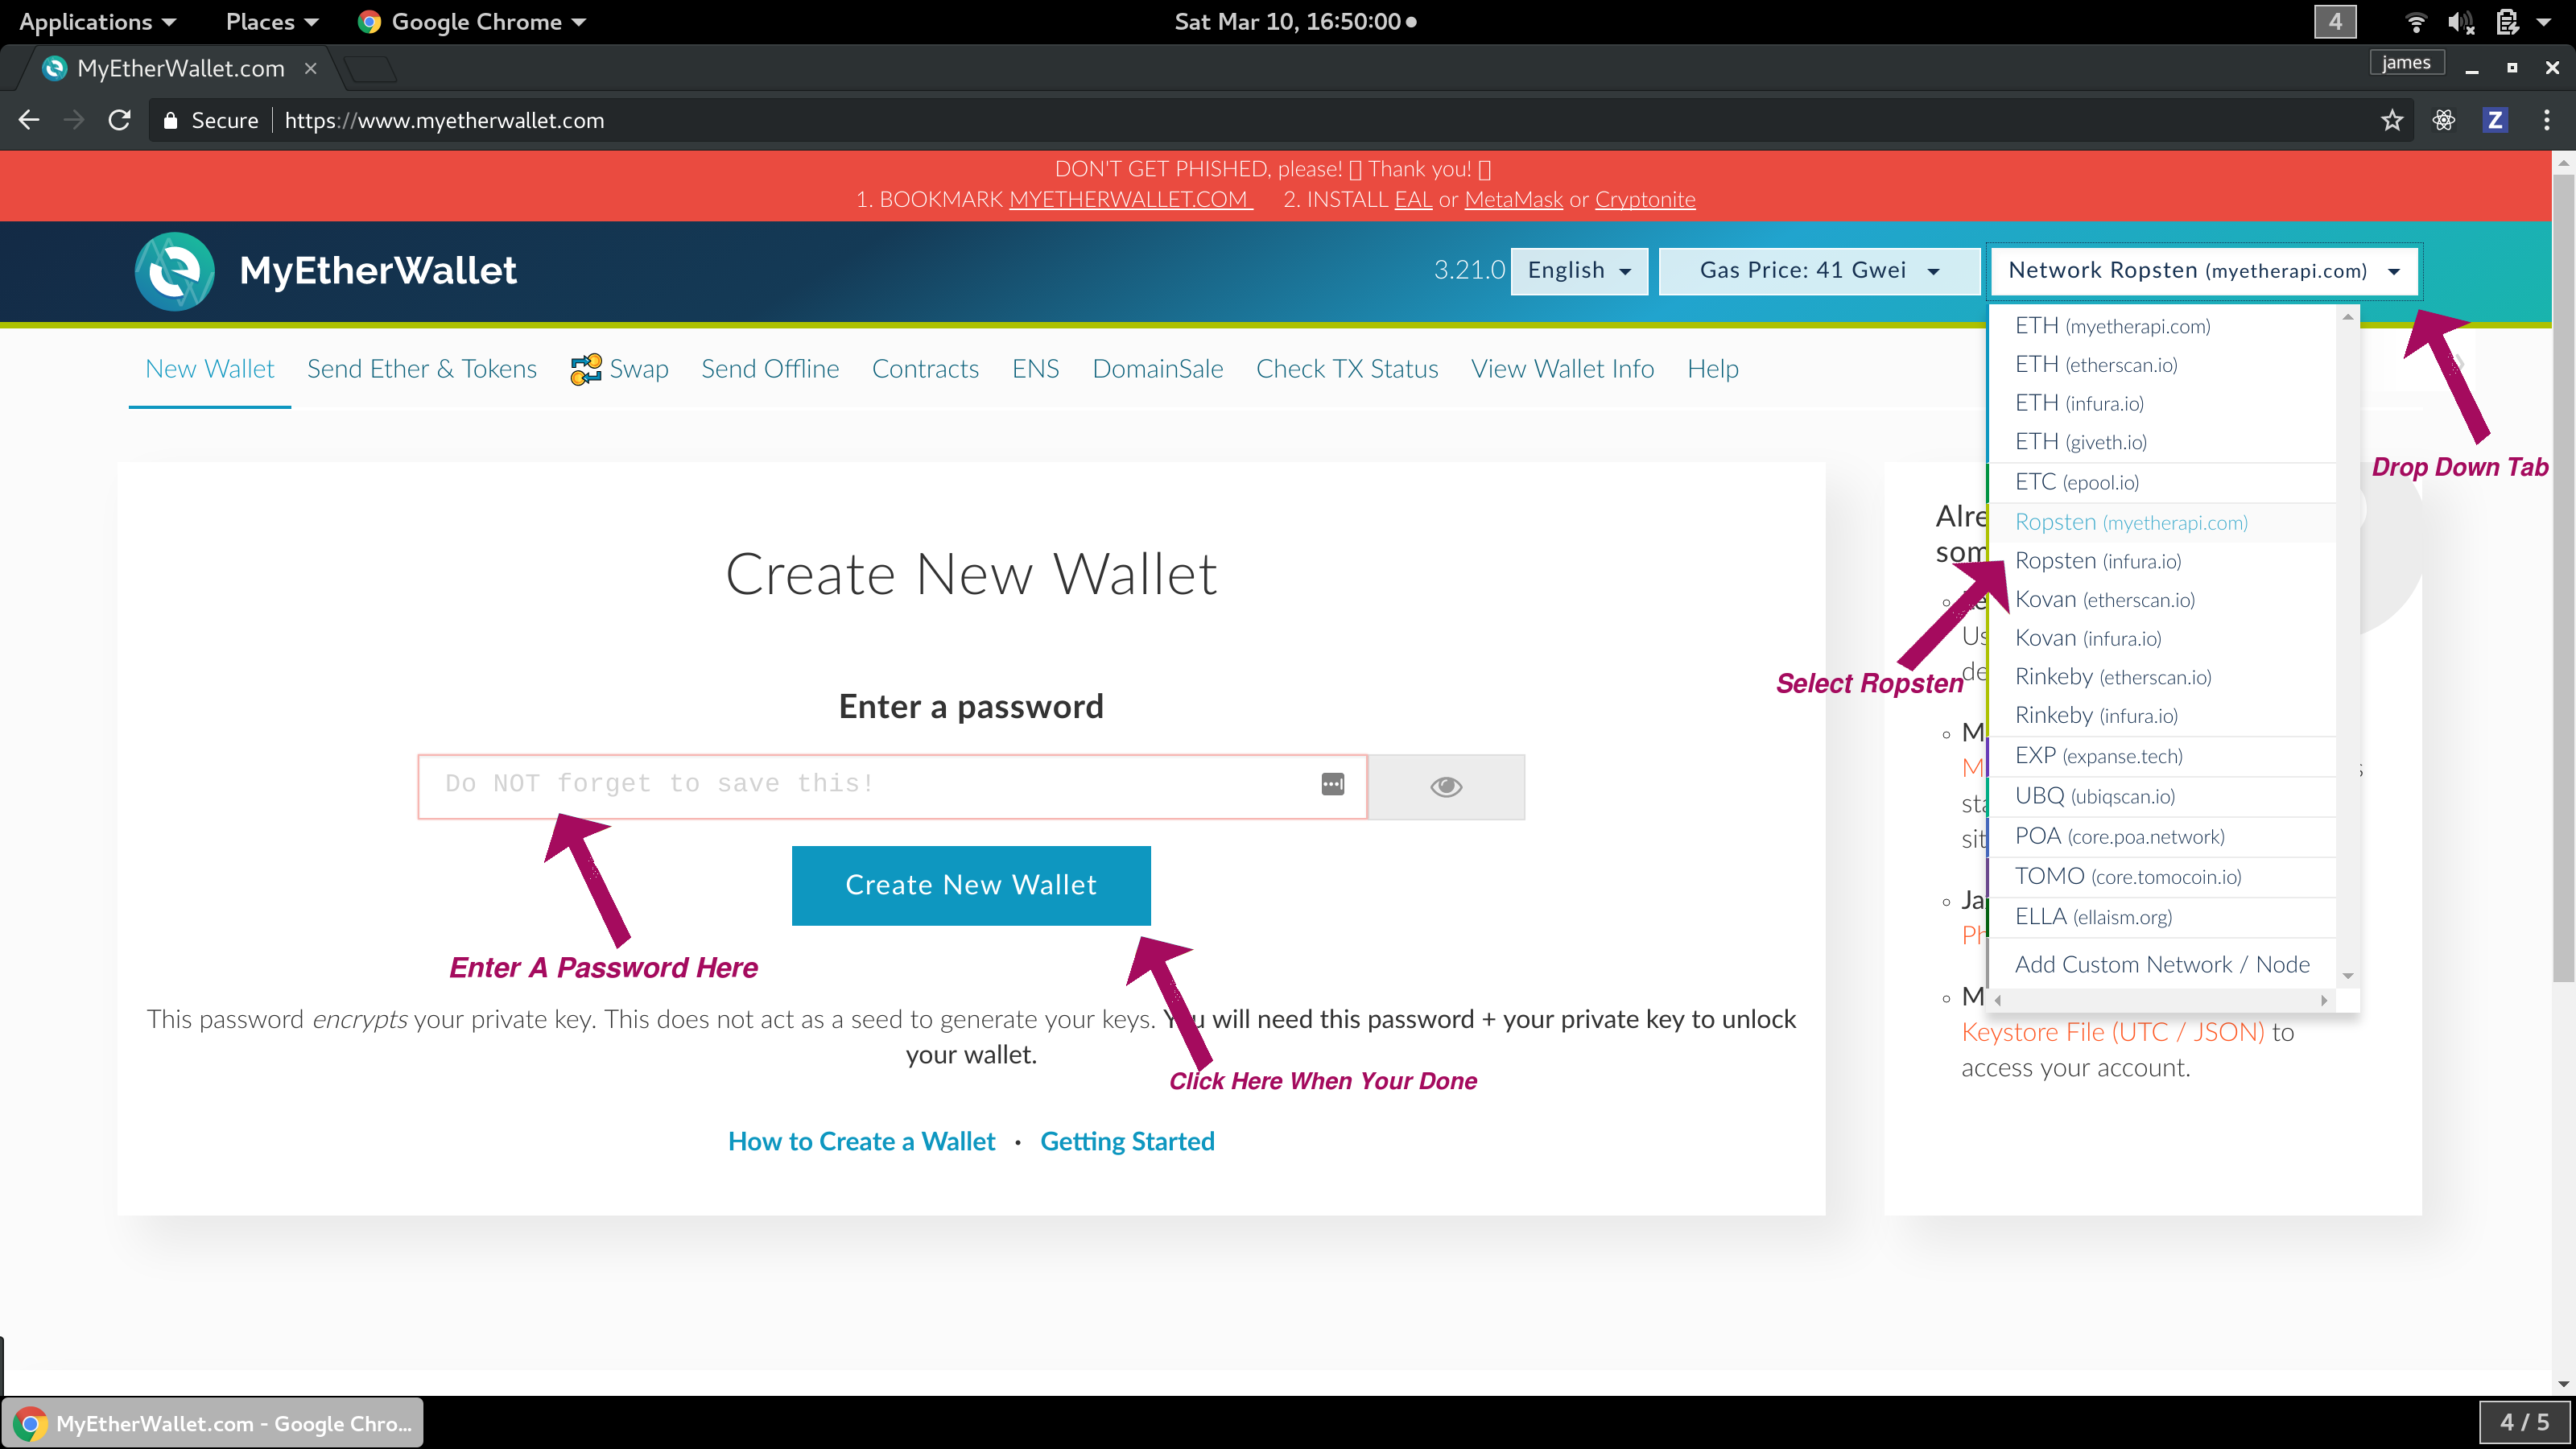 Applications Places Google Chrome Sat Mar 10, 16:50:00 4
MyEtherWallet.com james
Secure https://www.myetherwallet.com Z
DON'T GET PHISHED, please! Thank you!
1. BOOKMARK MYETHERWALLET.COM 2. INSTALL EAL or MetaMask or Cryptonite
MyEtherWallet 3.21.0 English Gas Price: 41 Gwei Network Ropsten (myetherapi.com)
New Wallet Send Ether & Tokens Swap Send Offline Contracts ENS DomainSale Check TX Status View Wallet Info Help
ETH (myetherapi.com)
ETH (etherscan.io)
ETH (infura.io)
ETH (giveth.io)
ETC (epool.io)
Ropsten (myetherapi.com)
Ropsten (infura.io)
Kovan (etherscan.io)
Kovan (infura.io)
Rinkeby (etherscan.io)
Rinkeby (infura.io)
EXP (expanse.tech)
UBQ (ubiqscan.io)
POA (core.poa.network)
TOMO (core.tomocoin.io)
ELLA (ellaism.org)
Add Custom Network / Node
Drop Down Tab
Select Ropsten
Create New Wallet
Enter a password
Do NOT forget to save this!
Create New Wallet
Enter A Password Here
This password encrypts your private key. This does not act as a seed to generate your keys. You will need this password + your private key to unlock
your wallet.
Click Here When Your Done
How to Create a Wallet · Getting Started
Keystore File (UTC / JSON) to
access your account.
MyEtherWallet.com - Google Chro... 4 / 5